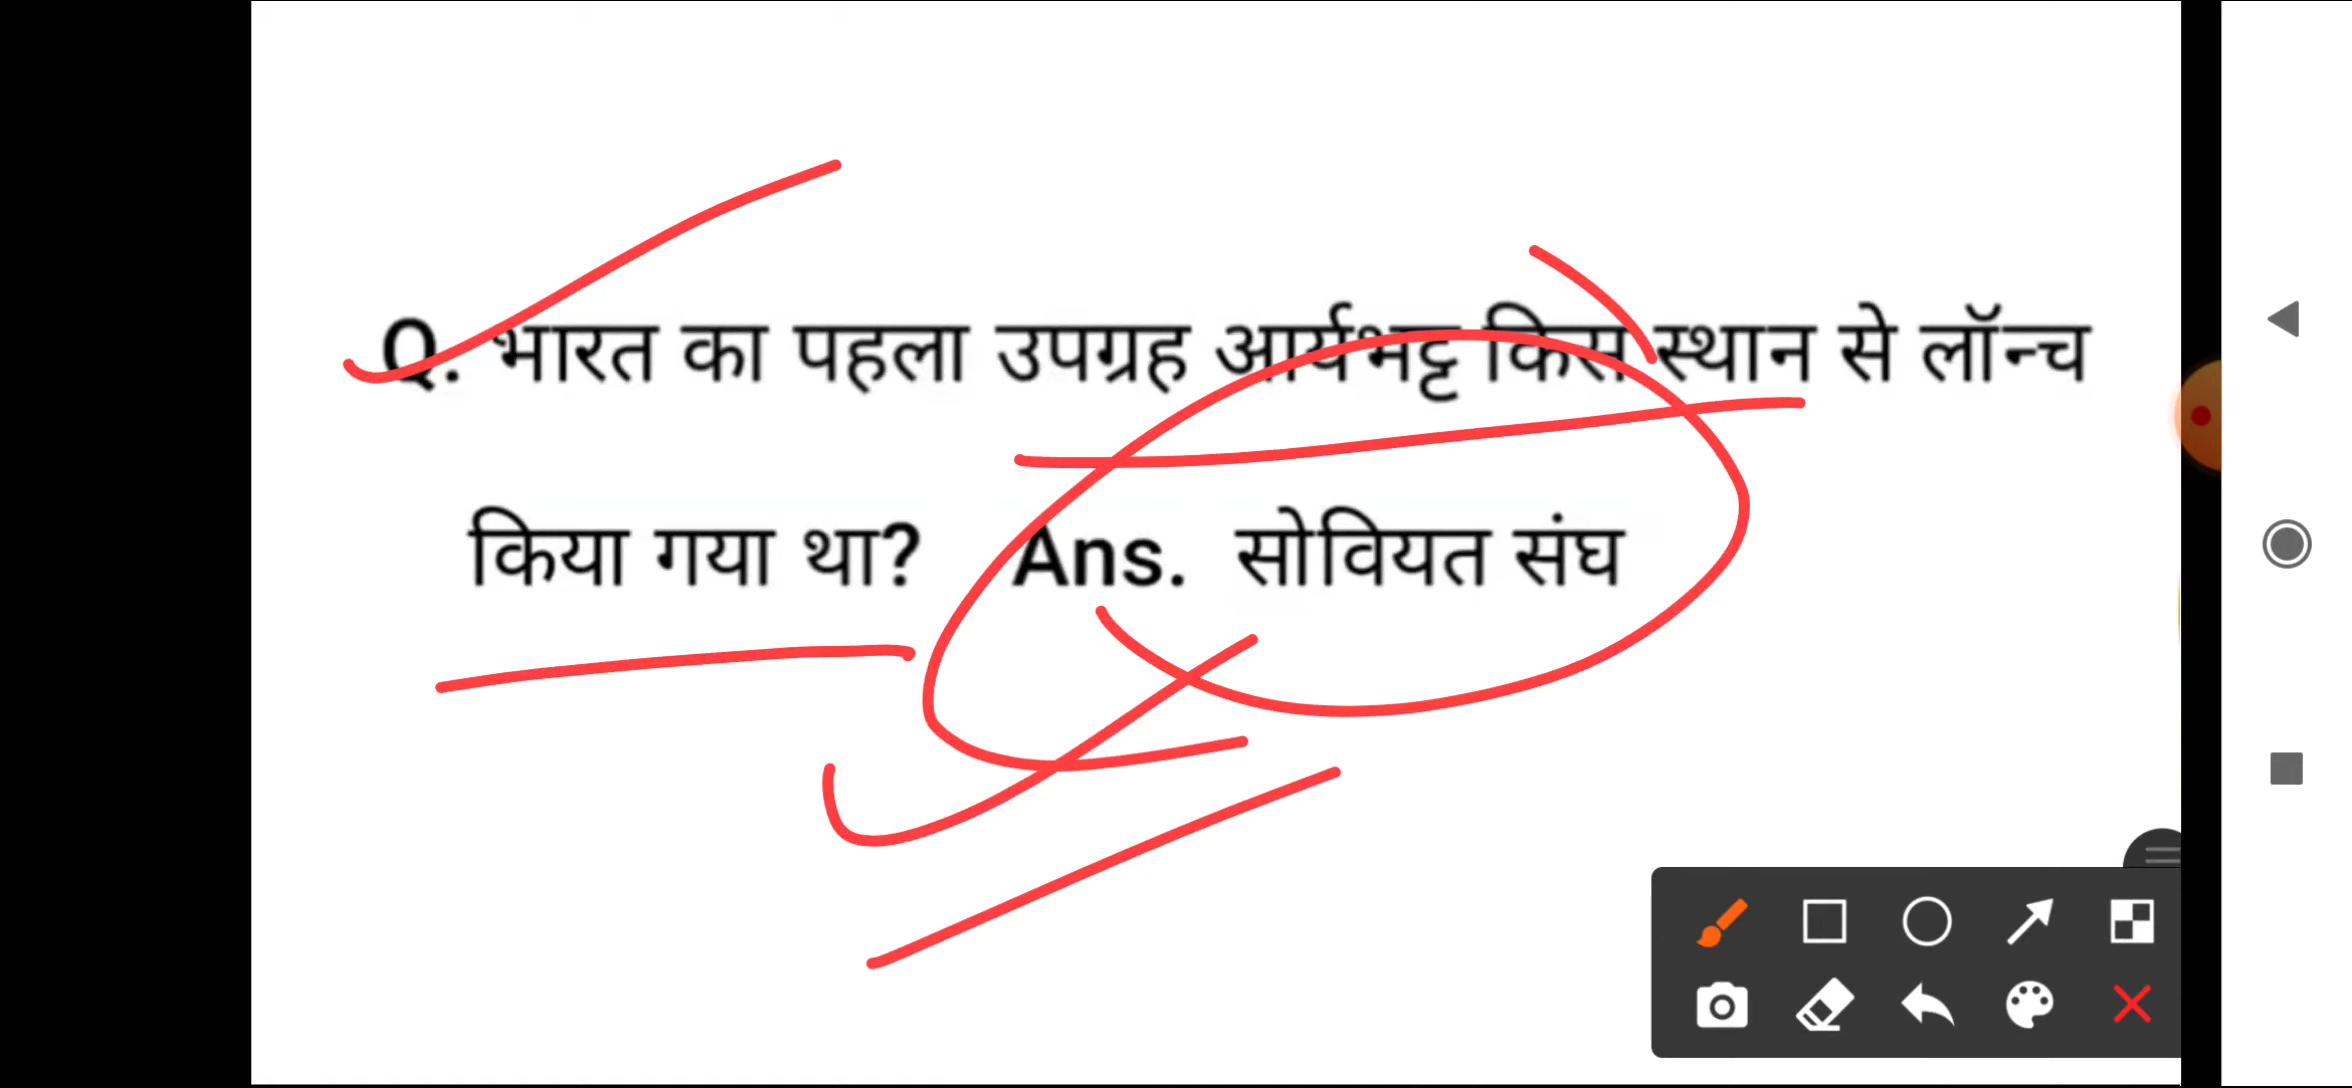 Q. भारत का पहला उपग्रह आर्यभट्ट किस स्थान से लॉन्च
किया गया था? Ans. सोवियत संघ